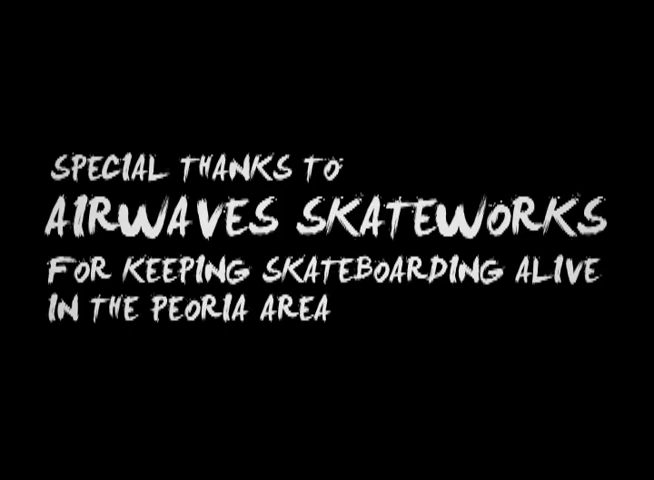 SPECIAL THANKS TO
AIRWAVES SKATEWORKS
FOR KEEPING SKATEBOARDING ALIVE
IN THE PEORIA AREA